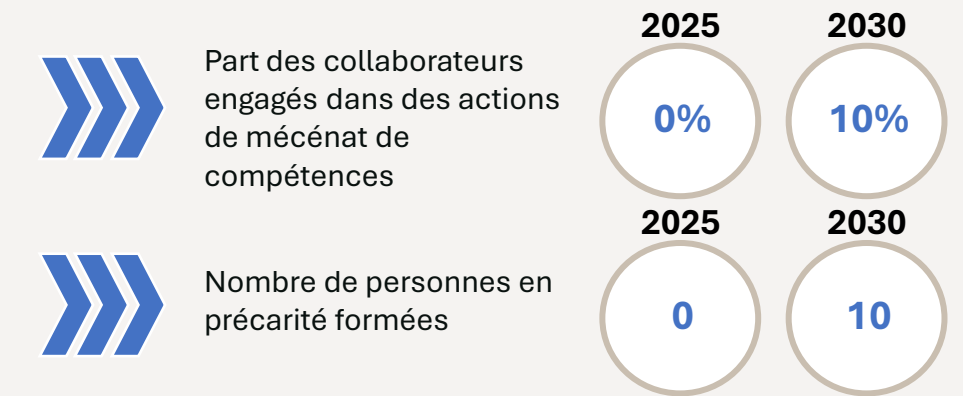 2025 2030
Part des collaborateurs
engagés dans des actions
de mécénat de
compétences
0% 10%
2025 2030
Nombre de personnes en
précarité formées
0 10